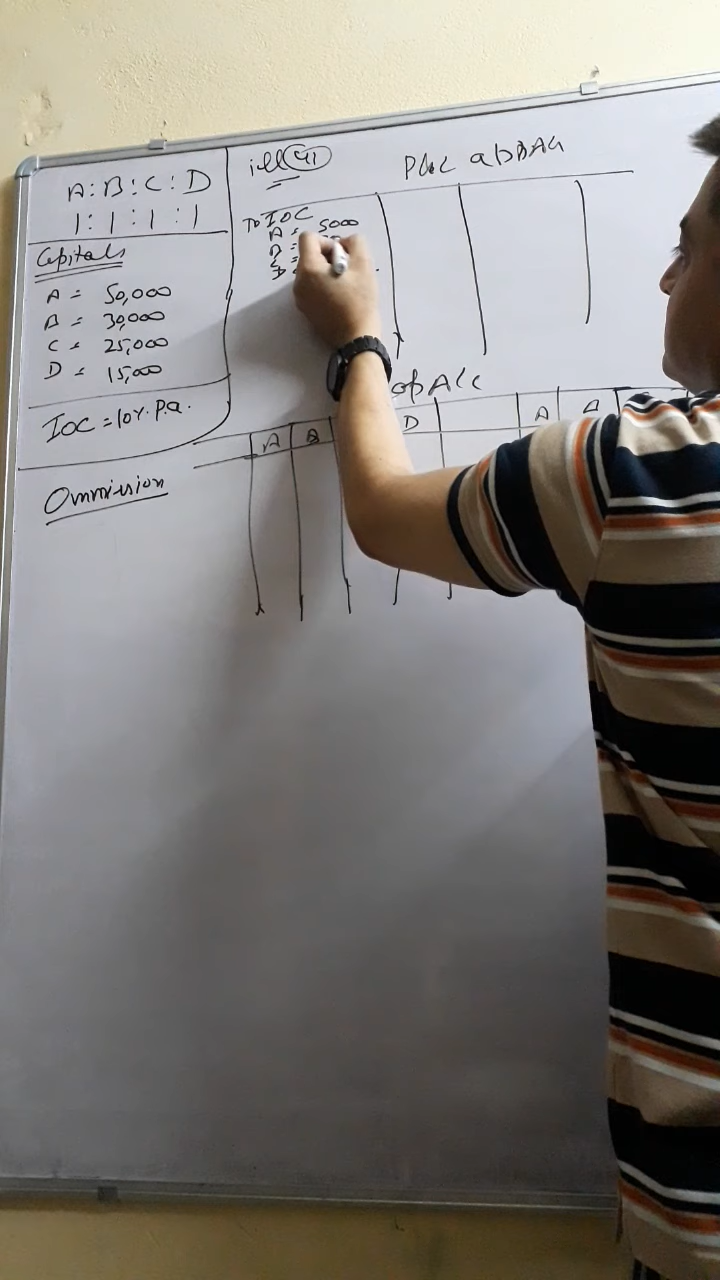 A : B : C : D
1 : 1 : 1 : 1
Capitals
A = 50,000
B = 30,000
C = 25,000
D = 15,000
IOC = 10%. P.a.
Ommission
ill 41
To IOC
A = 5000
B =
C =
D
A B D A